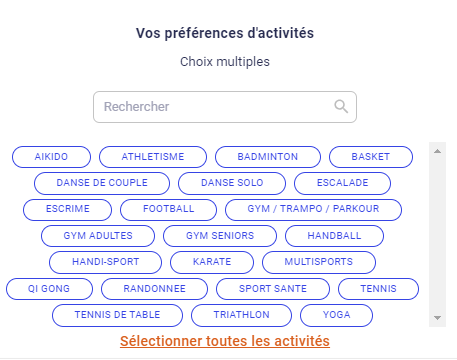 Vos préférences d'activités
Choix multiples
Rechercher
AIKIDO ATHLETISME BADMINTON BASKET
DANSE DE COUPLE DANSE SOLO ESCALADE
ESCRIME FOOTBALL GYM / TRAMPO / PARKOUR
GYM ADULTES GYM SENIORS HANDBALL
HANDI-SPORT KARATE MULTISPORTS
QI GONG RANDONNEE SPORT SANTE TENNIS
TENNIS DE TABLE TRIATHLON YOGA
Sélectionner toutes les activités